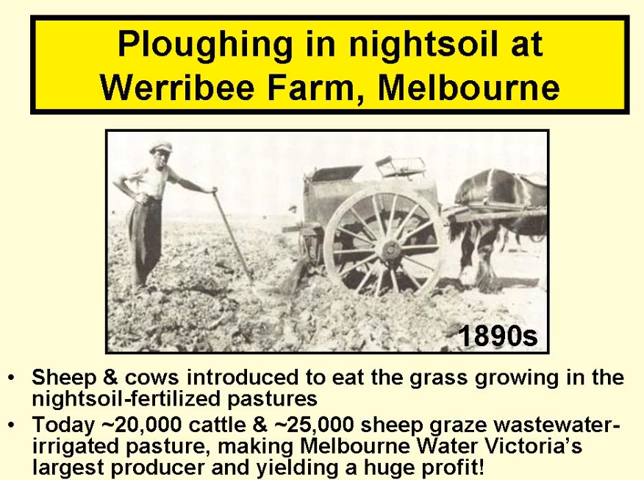 Ploughing in nightsoil at
Werribee Farm, Melbourne
1890s
• Sheep & cows introduced to eat the grass growing in the
nightsoil-fertilized pastures
• Today ~20,000 cattle & ~25,000 sheep graze wastewater-
irrigated pasture, making Melbourne Water Victoria's
largest producer and yielding a huge profit!